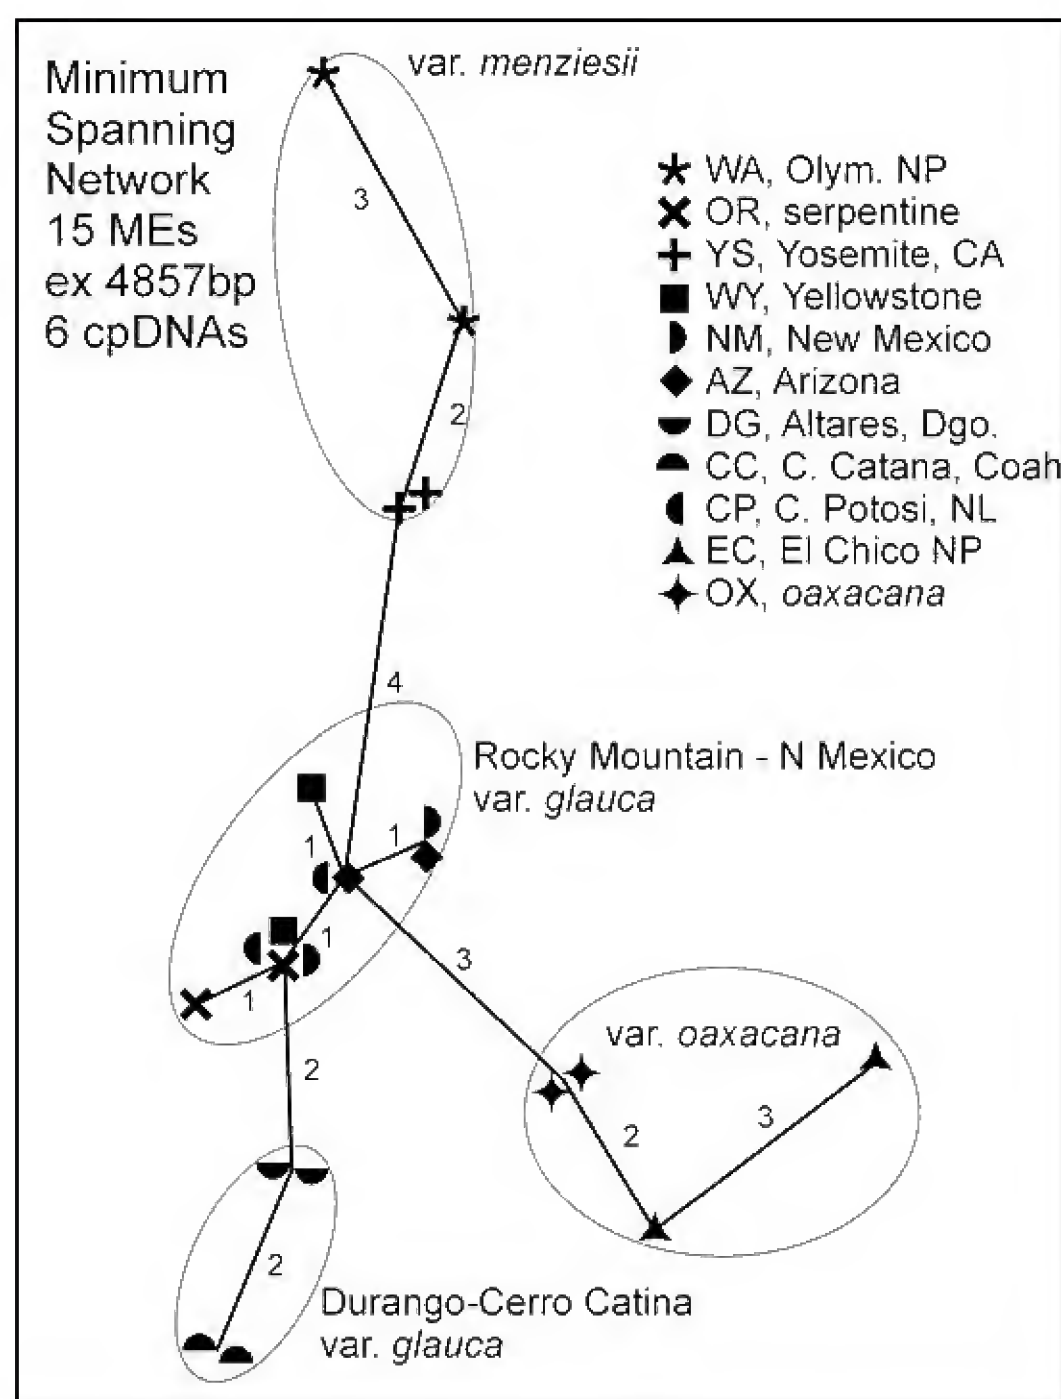 Minimum
Spanning
Network
15 MEs
ex 4857bp
6 cpDNAs
var. menziesii
WA, Olym. NP
OR, serpentine
YS, Yosemite, CA
WY, Yellowstone
NM, New Mexico
AZ, Arizona
DG, Altares, Dgo.
CC, C. Catana, Coah
CP, C. Potosi, NL
EC, El Chico NP
OX, oaxacana
3
2
4
Rocky Mountain - N Mexico
var. glauca
1
1
1
1
3
2
var. oaxacana
2
3
2
Durango-Cerro Catina
var. glauca